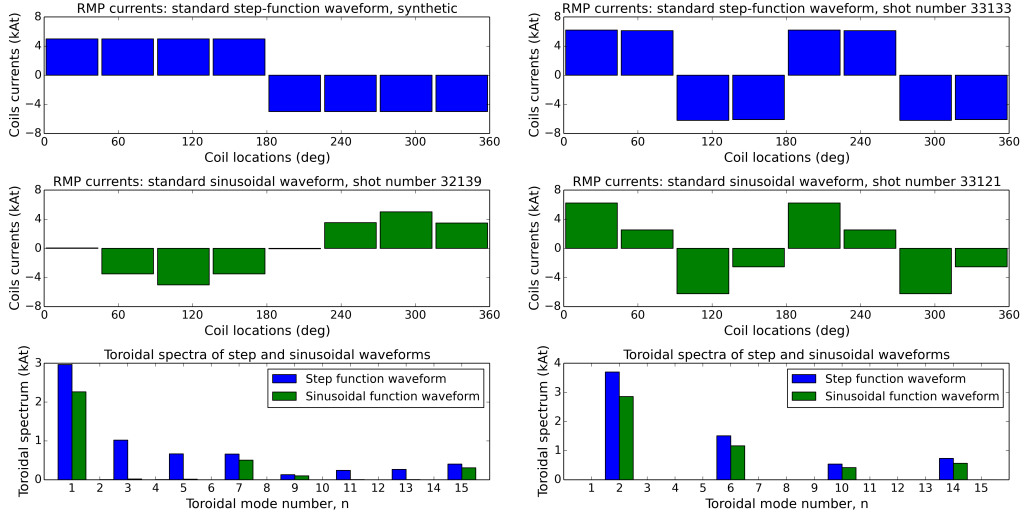 RMP currents: standard step-function waveform, synthetic
Coils currents (kAt)
8
4
0
−4
−8
0 60 120 180 240 300 360
Coil locations (deg)
RMP currents: standard step-function waveform, shot number 33133
Coils currents (kAt)
8
4
0
−4
−8
0 60 120 180 240 300 360
Coil locations (deg)
RMP currents: standard sinusoidal waveform, shot number 32139
Coils currents (kAt)
8
4
0
−4
−8
0 60 120 180 240 300 360
Coil locations (deg)
RMP currents: standard sinusoidal waveform, shot number 33121
Coils currents (kAt)
8
4
0
−4
−8
0 60 120 180 240 300 360
Coil locations (deg)
Toroidal spectra of step and sinusoidal waveforms
Toroidal spectrum (kAt)
3
2
1
0
Step function waveform
Sinusoidal function waveform
1 2 3 4 5 6 7 8 9 10 11 12 13 14 15
Toroidal mode number, n
Toroidal spectra of step and sinusoidal waveforms
Toroidal spectrum (kAt)
4
3
2
1
0
Step function waveform
Sinusoidal function waveform
1 2 3 4 5 6 7 8 9 10 11 12 13 14 15
Toroidal mode number, n